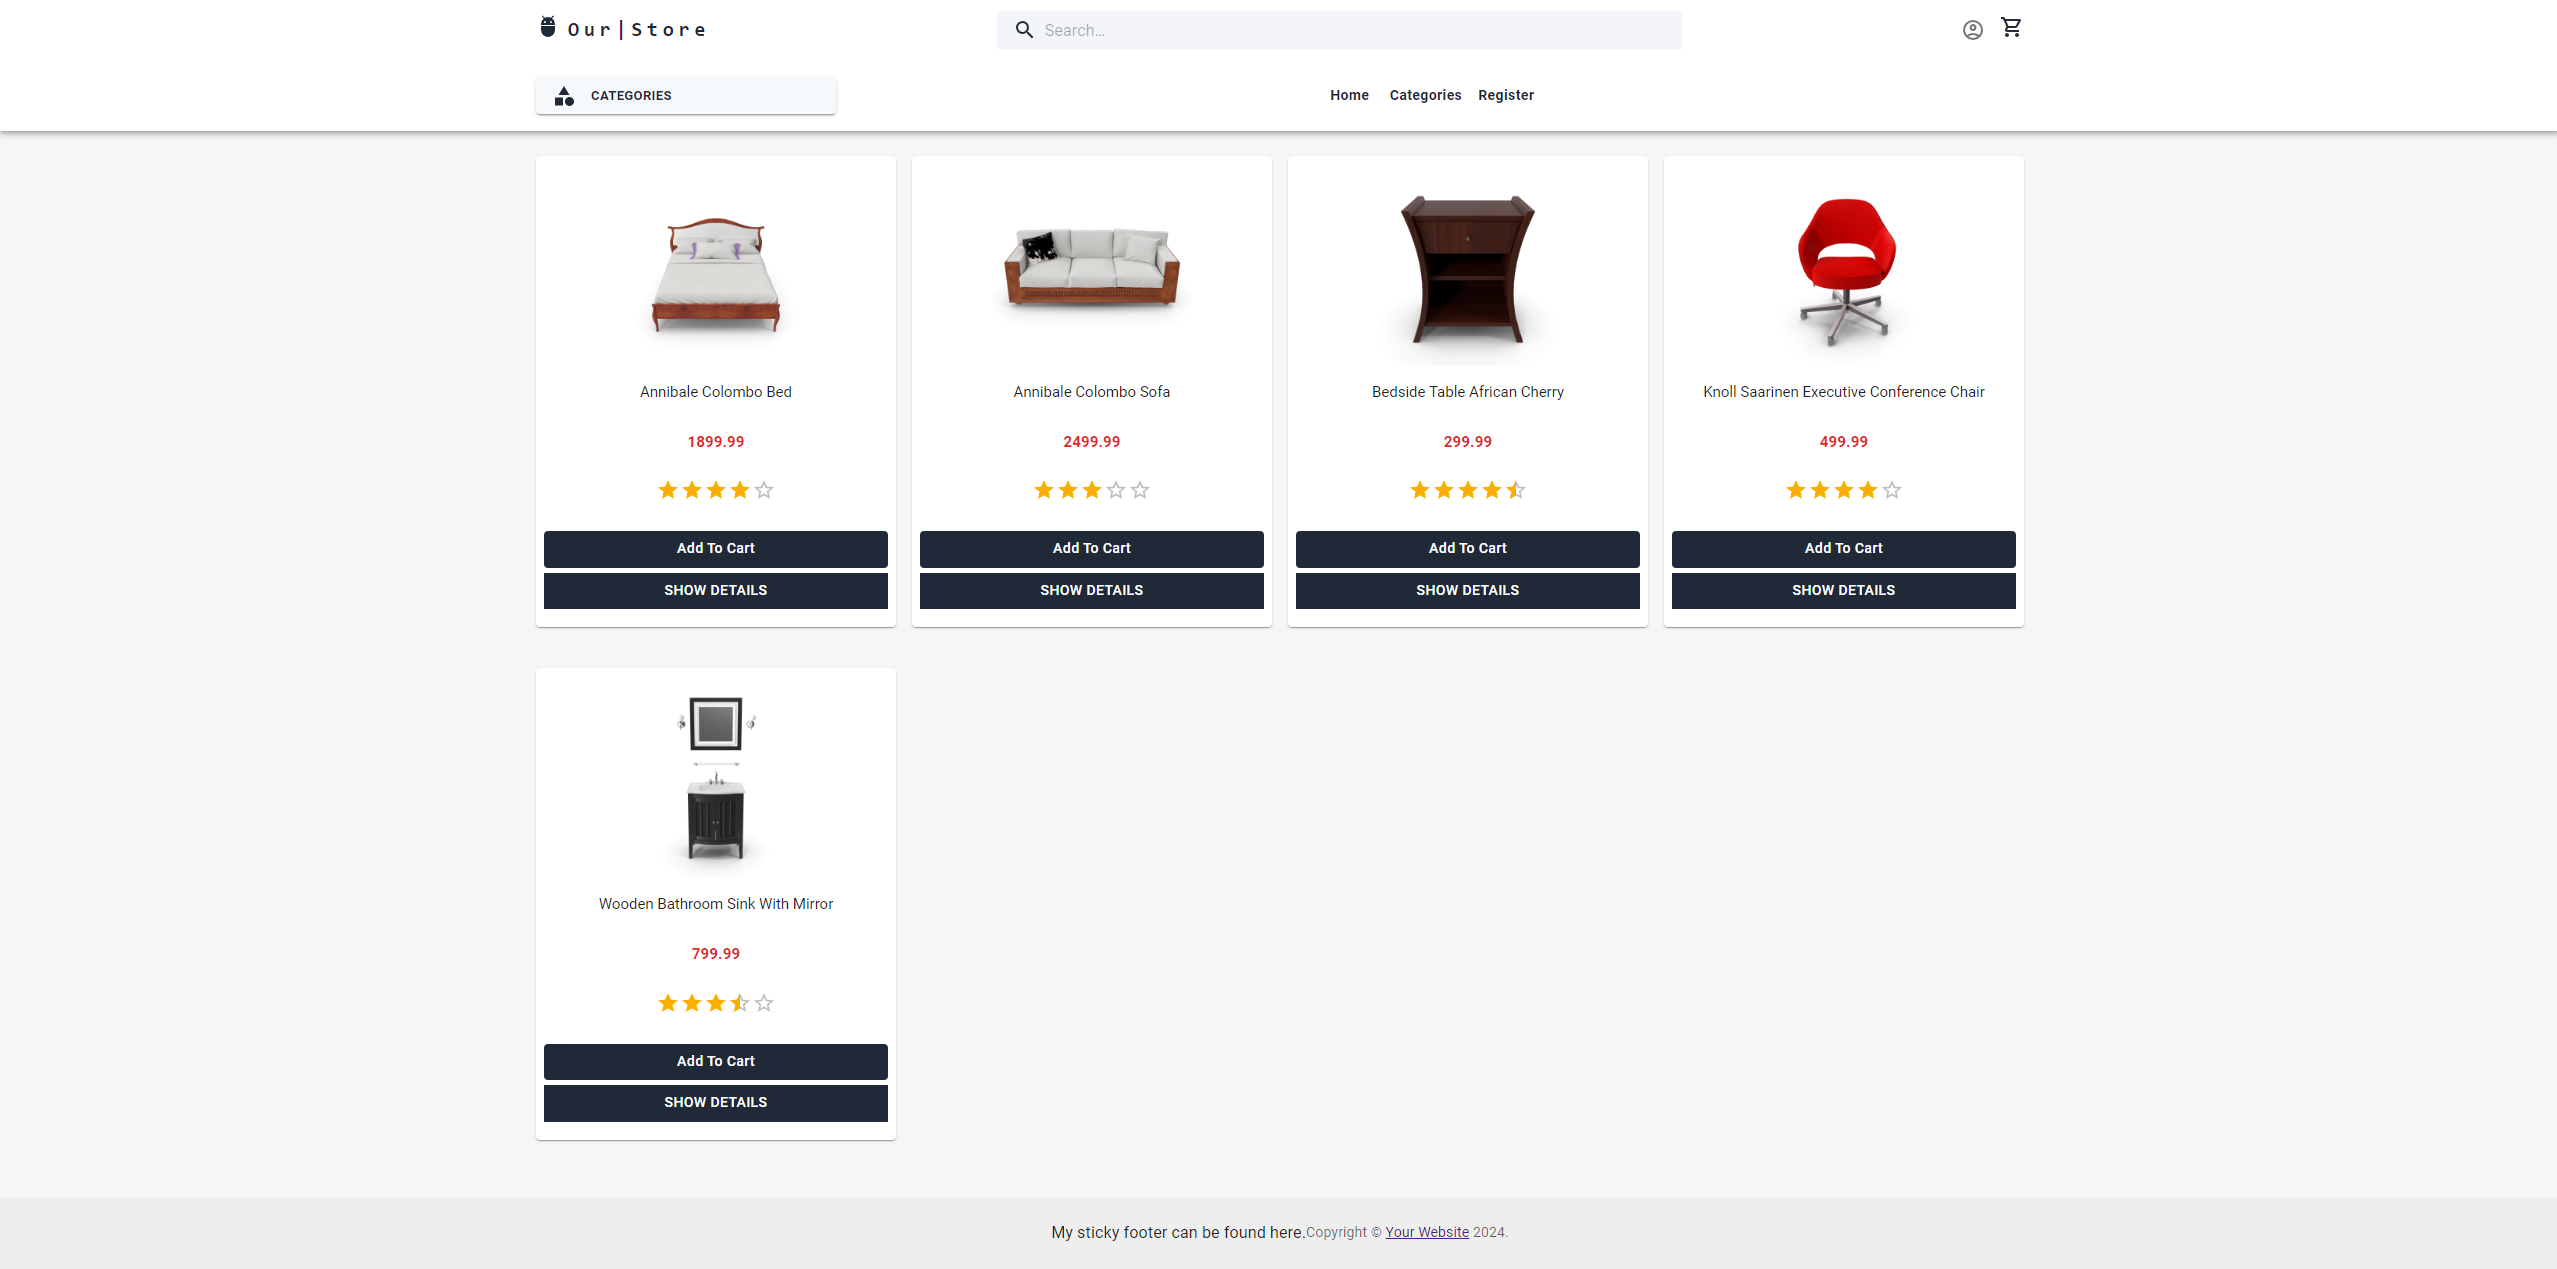 Our|Store
Search...
CATEGORIES
Home Categories Register
Annibale Colombo Bed
1899.99
Add To Cart
SHOW DETAILS
Annibale Colombo Sofa
2499.99
Add To Cart
SHOW DETAILS
Bedside Table African Cherry
299.99
Add To Cart
SHOW DETAILS
Knoll Saarinen Executive Conference Chair
499.99
Add To Cart
SHOW DETAILS
Wooden Bathroom Sink With Mirror
799.99
Add To Cart
SHOW DETAILS
My sticky footer can be found here.Copyright © Your Website 2024.